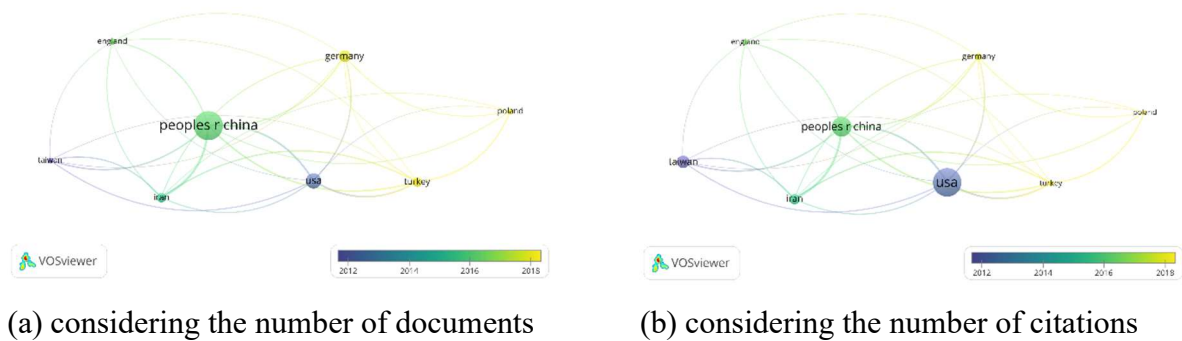 england
germany
poland
peoples r china
taiwan
usa
turkey
iran
VOSviewer
2012 2014 2016 2018
(a) considering the number of documents
england
germany
poland
peoples r china
taiwan
usa
turkey
iran
VOSviewer
2012 2014 2016 2018
(b) considering the number of citations